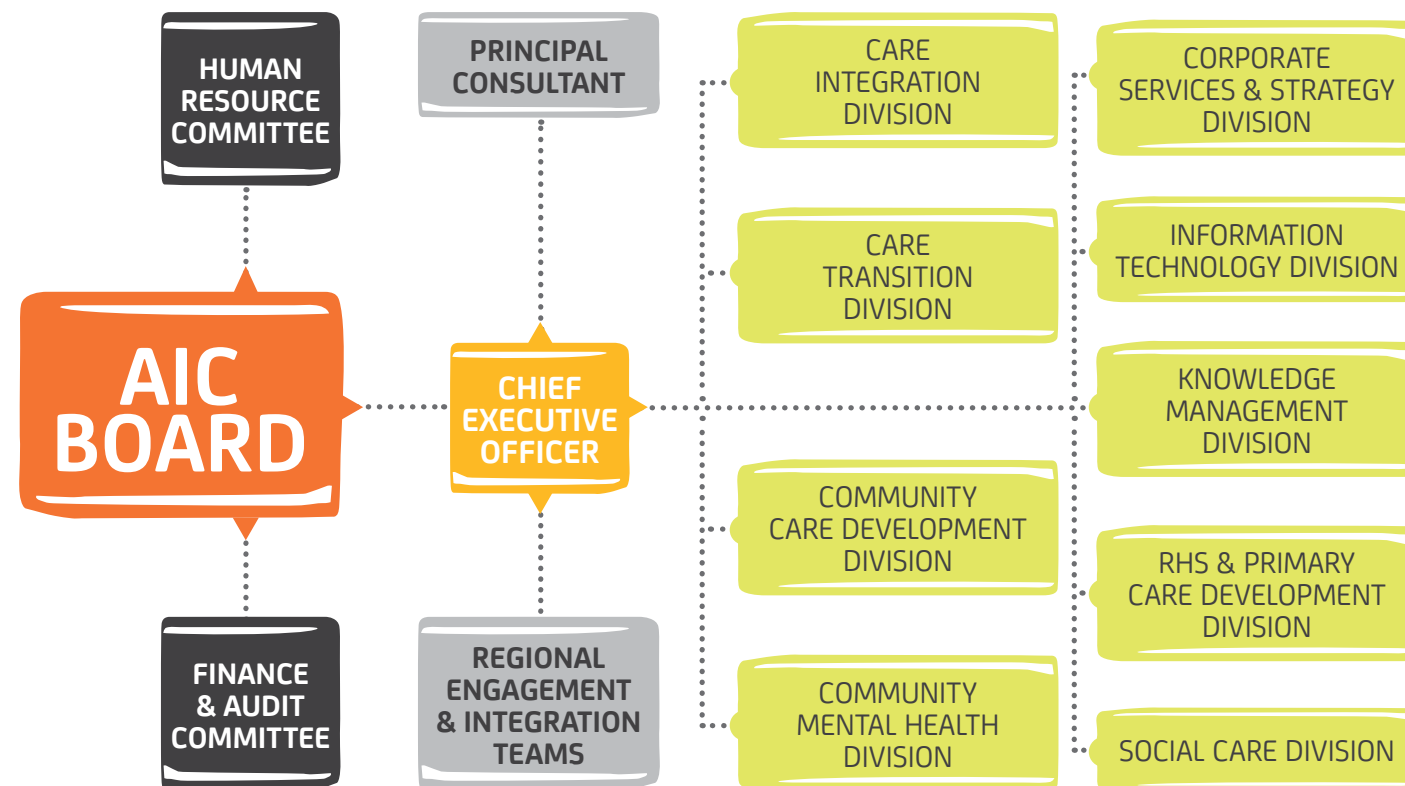 HUMAN
RESOURCE
COMMITTEE
AIC
BOARD
FINANCE
& AUDIT
COMMITTEE
PRINCIPAL
CONSULTANT
CHIEF
EXECUTIVE
OFFICER
REGIONAL
ENGAGEMENT
& INTEGRATION
TEAMS
CARE
INTEGRATION
DIVISION
CARE
TRANSITION
DIVISION
COMMUNITY
CARE DEVELOPMENT
DIVISION
COMMUNITY
MENTAL HEALTH
DIVISION
CORPORATE
SERVICES & STRATEGY
DIVISION
INFORMATION
TECHNOLOGY DIVISION
KNOWLEDGE
MANAGEMENT
DIVISION
RHS & PRIMARY
CARE DEVELOPMENT
DIVISION
SOCIAL CARE DIVISION